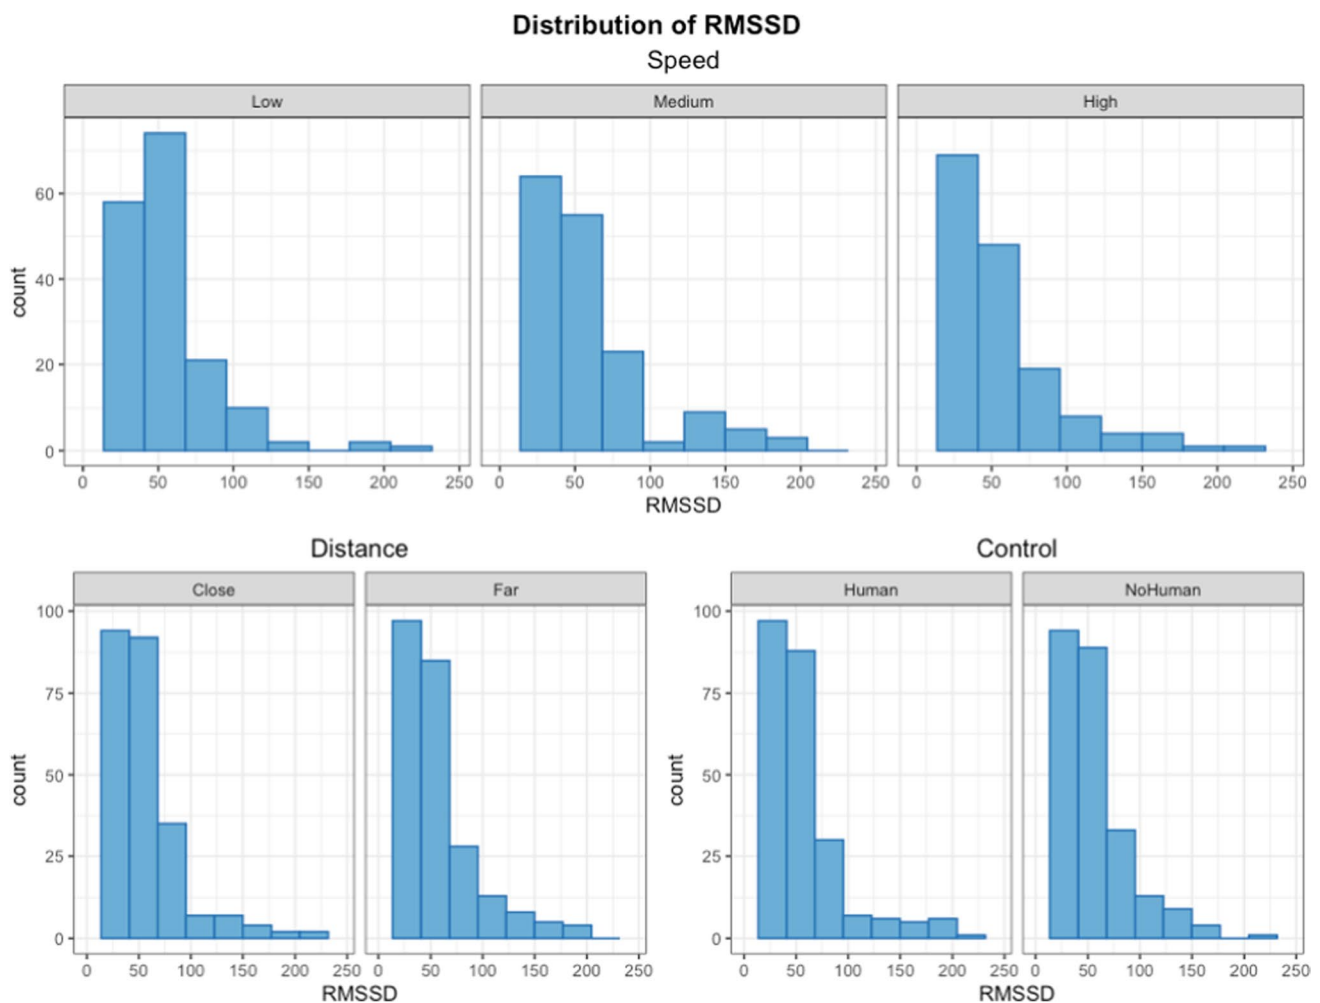 Distribution of RMSSD
Speed
Low Medium High
60
40
20
0
count
0 50 100 150 200 250 0 50 100 150 200 250 0 50 100 150 200 250
RMSSD
Distance Control
Close Far Human NoHuman
100 100
75 75
50 50
25 25
0 0
count count
0 50 100 150 200 250 0 50 100 150 200 250 0 50 100 150 200 250 0 50 100 150 200 250
RMSSD RMSSD